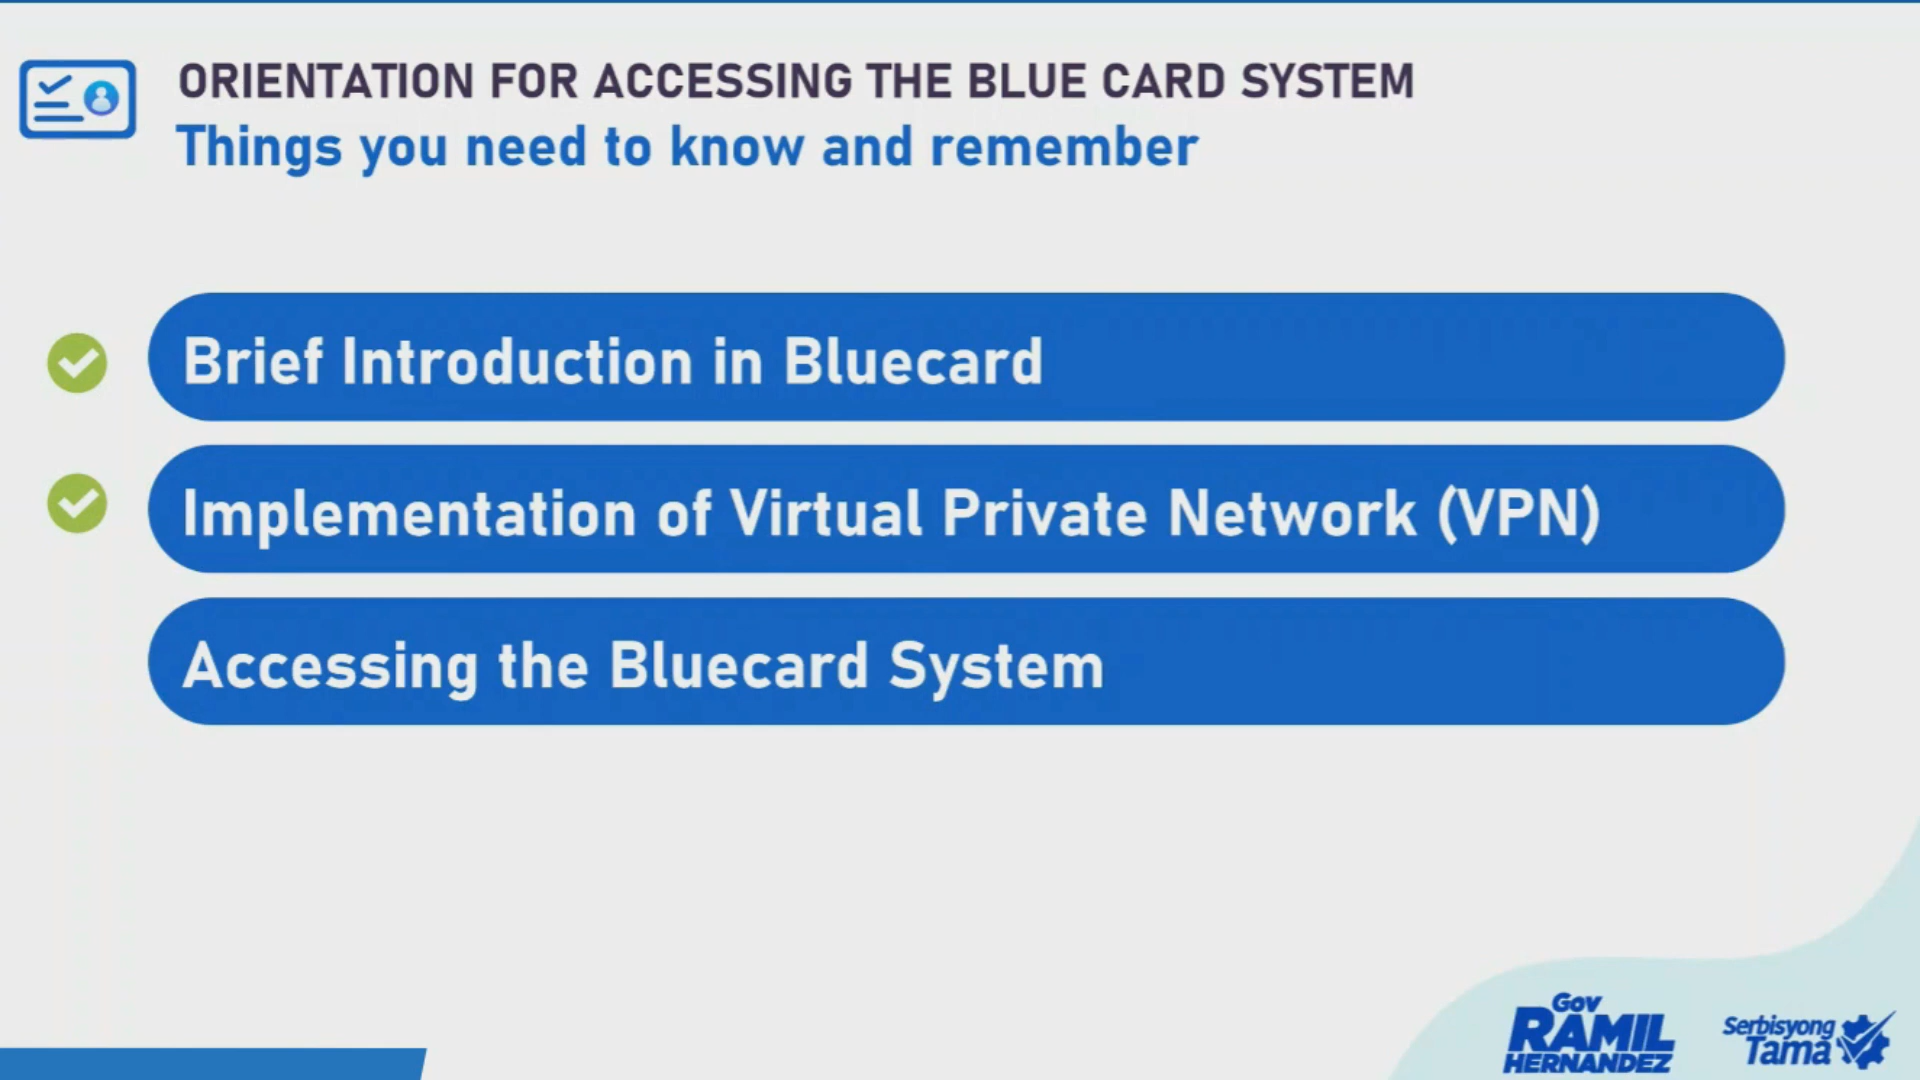 ORIENTATION FOR ACCESSING THE BLUE CARD SYSTEM
Things you need to know and remember
Brief Introduction in Bluecard
Implementation of Virtual Private Network (VPN)
Accessing the Bluecard System
Gov
RAMIL
HERNANDEZ
Serbisyong
Tama